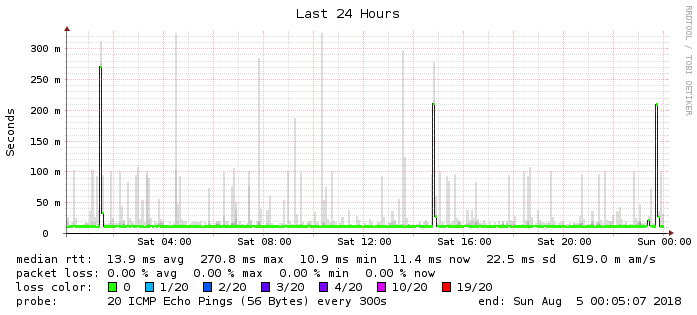 Last 24 Hours
RRDTOOL / TOBI OETIKER
Seconds
300 m
250 m
200 m
150 m
100 m
50 m
0
Sat 04:00 Sat 08:00 Sat 12:00 Sat 16:00 Sat 20:00 Sun 00:00
median rtt: 13.9 ms avg 270.8 ms max 10.9 ms min 11.4 ms now 22.5 ms sd 619.0 m am/s
packet loss: 0.00 % avg 0.00 % max 0.00 % min 0.00 % now
loss color: 0 1/20 2/20 3/20 4/20 10/20 19/20
probe: 20 ICMP Echo Pings (56 Bytes) every 300s end: Sun Aug 5 00:05:07 2018